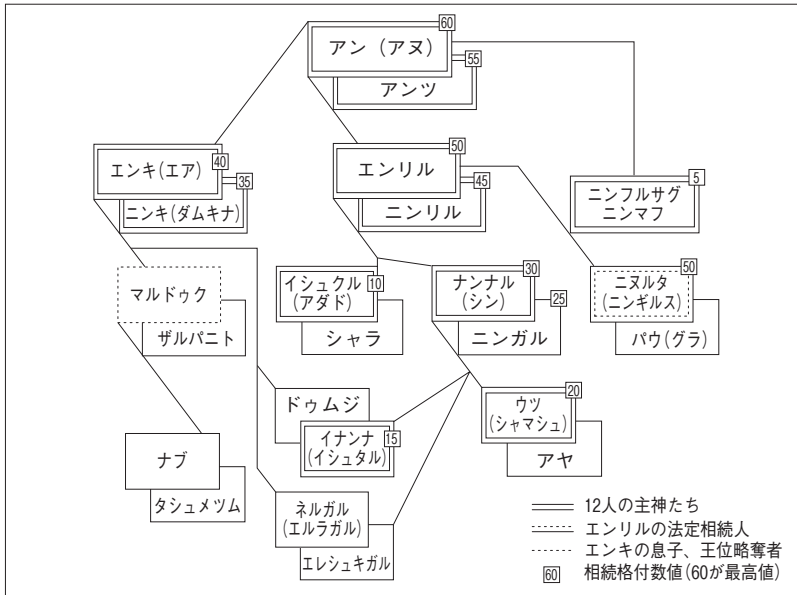 60
アン（アヌ）
55
アンツ
エンキ(エア)
40
35
ニンキ(ダムキナ)
50
エンリル
45
ニンリル
5
ニンフルサグ
ニンマフ
マルドゥク
ザルパニト
イシュクル
(アダド)
10
シャラ
30
ナンナル
(シン)
25
ニンガル
50
ニヌルタ
(ニンギルス)
バウ(グラ)
ドゥムジ
イナンナ
(イシュタル)
15
20
ウツ
(シャマシュ)
アヤ
ナブ
タシュメツム
ネルガル
(エルラガル)
エレシュキガル
12人の主神たち
エンリルの法定相続人
エンキの息子、王位略奪者
60 相続格付数値(60が最高値)